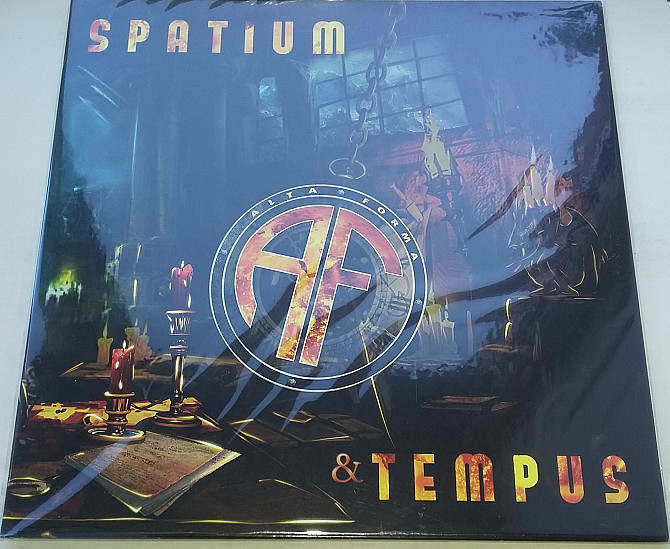 SPATIUM
ALTA FORMA
AF
& TEMPUS